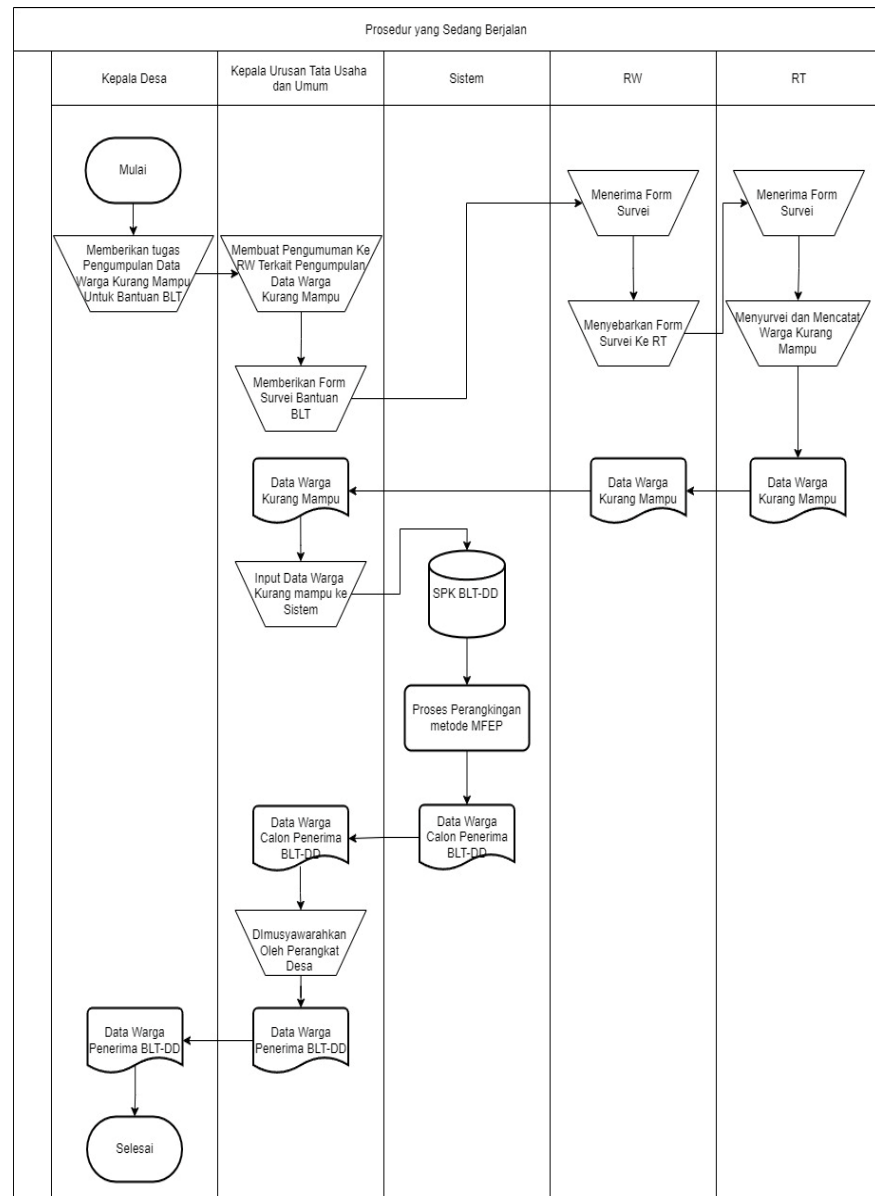 Prosedur yang Sedang Berjalan
Kepala Desa
Kepala Urusan Tata Usaha
dan Umum
Sistem
RW
RT
Mulai
Memberikan tugas
Pengumpulan Data
Warga Kurang Mampu
Untuk Bantuan BLT
Membuat Pengumuman Ke
RW Terkait Pengumpulan
Data Warga
Kurang Mampu
Memberikan Form
Survei Bantuan
BLT
Menerima Form
Survei
Menyebarkan Form
Survei Ke RT
Menerima Form
Survei
Menyurvei dan Mencatat
Warga Kurang
Mampu
Data Warga
Kurang Mampu
Data Warga
Kurang Mampu
Data Warga
Kurang Mampu
Input Data Warga
Kurang mampu ke
Sistem
SPK BLT-DD
Proses Perangkingan
metode MFEP
Data Warga
Calon Penerima
BLT-DD
Data Warga
Calon Penerima
BLT-DD
DImusyawarahkan
Oleh Perangkat
Desa
Data Warga
Penerima BLT-DD
Data Warga
Penerima BLT-DD
Selesai